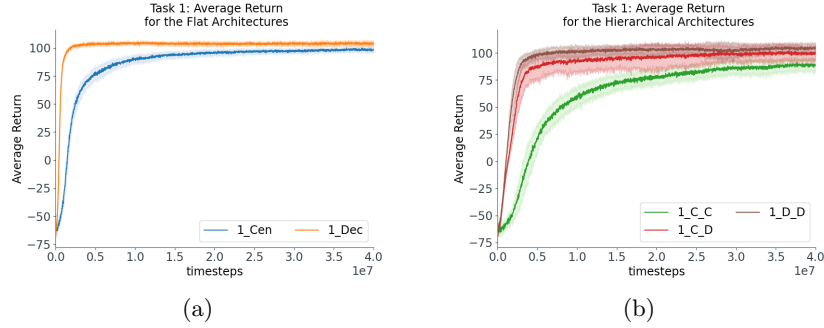 Task 1: Average Return
for the Flat Architectures
Average Return
100
75
50
25
0
−25
−50
−75
0.0 0.5 1.0 1.5 2.0 2.5 3.0 3.5 4.0
1e7
timesteps
1_Cen 1_Dec
(a)
Task 1: Average Return
for the Hierarchical Architectures
Average Return
100
75
50
25
0
−25
−50
−75
0.0 0.5 1.0 1.5 2.0 2.5 3.0 3.5 4.0
1e7
timesteps
1_C_C 1_D_D
1_C_D
(b)